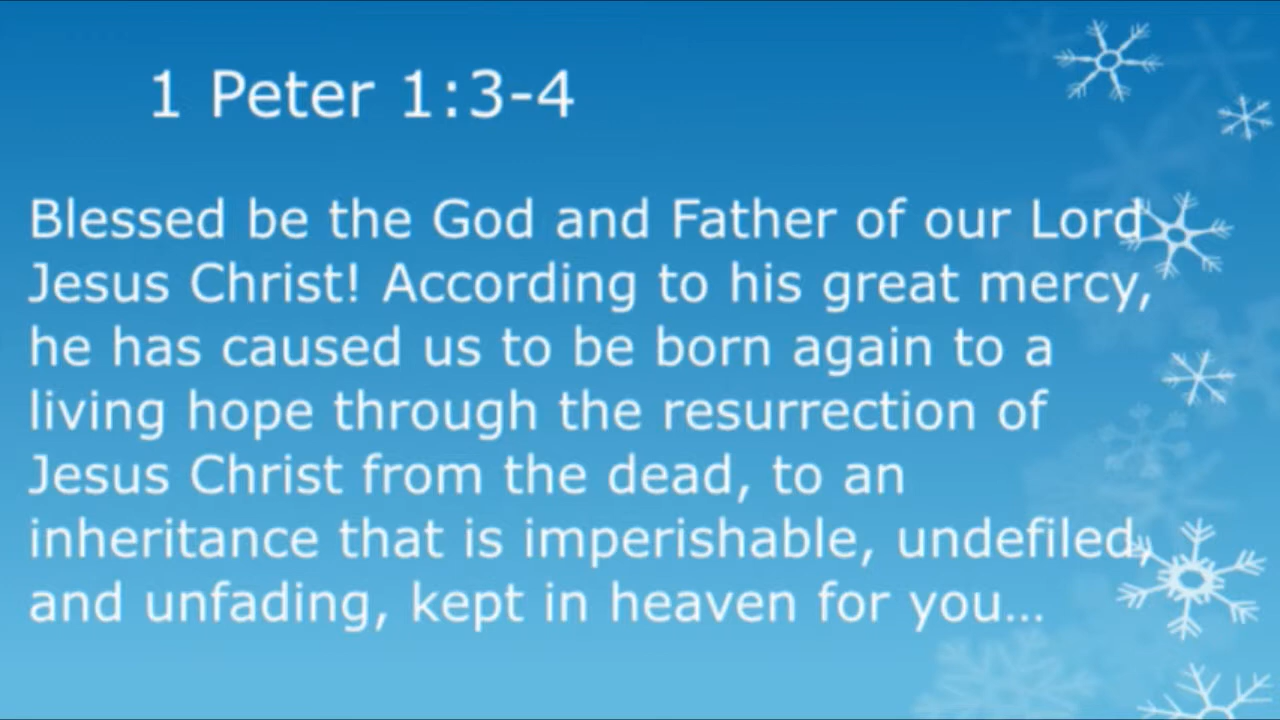 1 Peter 1:3-4
Blessed be the God and Father of our Lord
Jesus Christ! According to his great mercy,
he has caused us to be born again to a
living hope through the resurrection of
Jesus Christ from the dead, to an
inheritance that is imperishable, undefiled,
and unfading, kept in heaven for you…